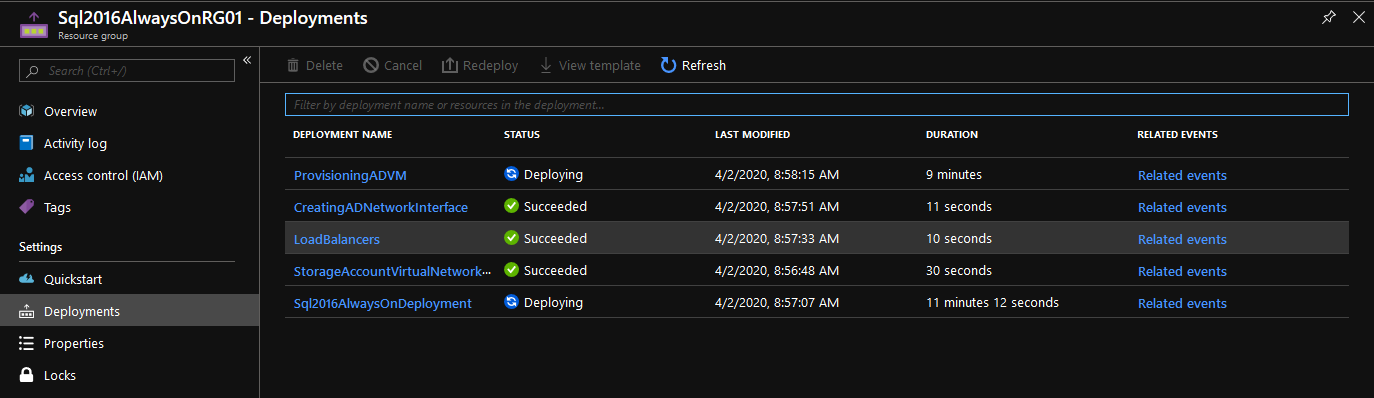 Sql2016AlwaysOnRG01 - Deployments
Resource group
Search (Ctrl+/)
Overview
Activity log
Access control (IAM)
Tags
Settings
Quickstart
Deployments
Properties
Locks
Delete Cancel Redeploy View template Refresh
Filter by deployment name or resources in the deployment...
DEPLOYMENT NAME STATUS LAST MODIFIED DURATION RELATED EVENTS
ProvisioningADVM Deploying 4/2/2020, 8:58:15 AM 9 minutes Related events
CreatingADNetworkInterface Succeeded 4/2/2020, 8:57:51 AM 11 seconds Related events
LoadBalancers Succeeded 4/2/2020, 8:57:33 AM 10 seconds Related events
StorageAccountVirtualNetwork... Succeeded 4/2/2020, 8:56:48 AM 30 seconds Related events
Sql2016AlwaysOnDeployment Deploying 4/2/2020, 8:57:07 AM 11 minutes 12 seconds Related events